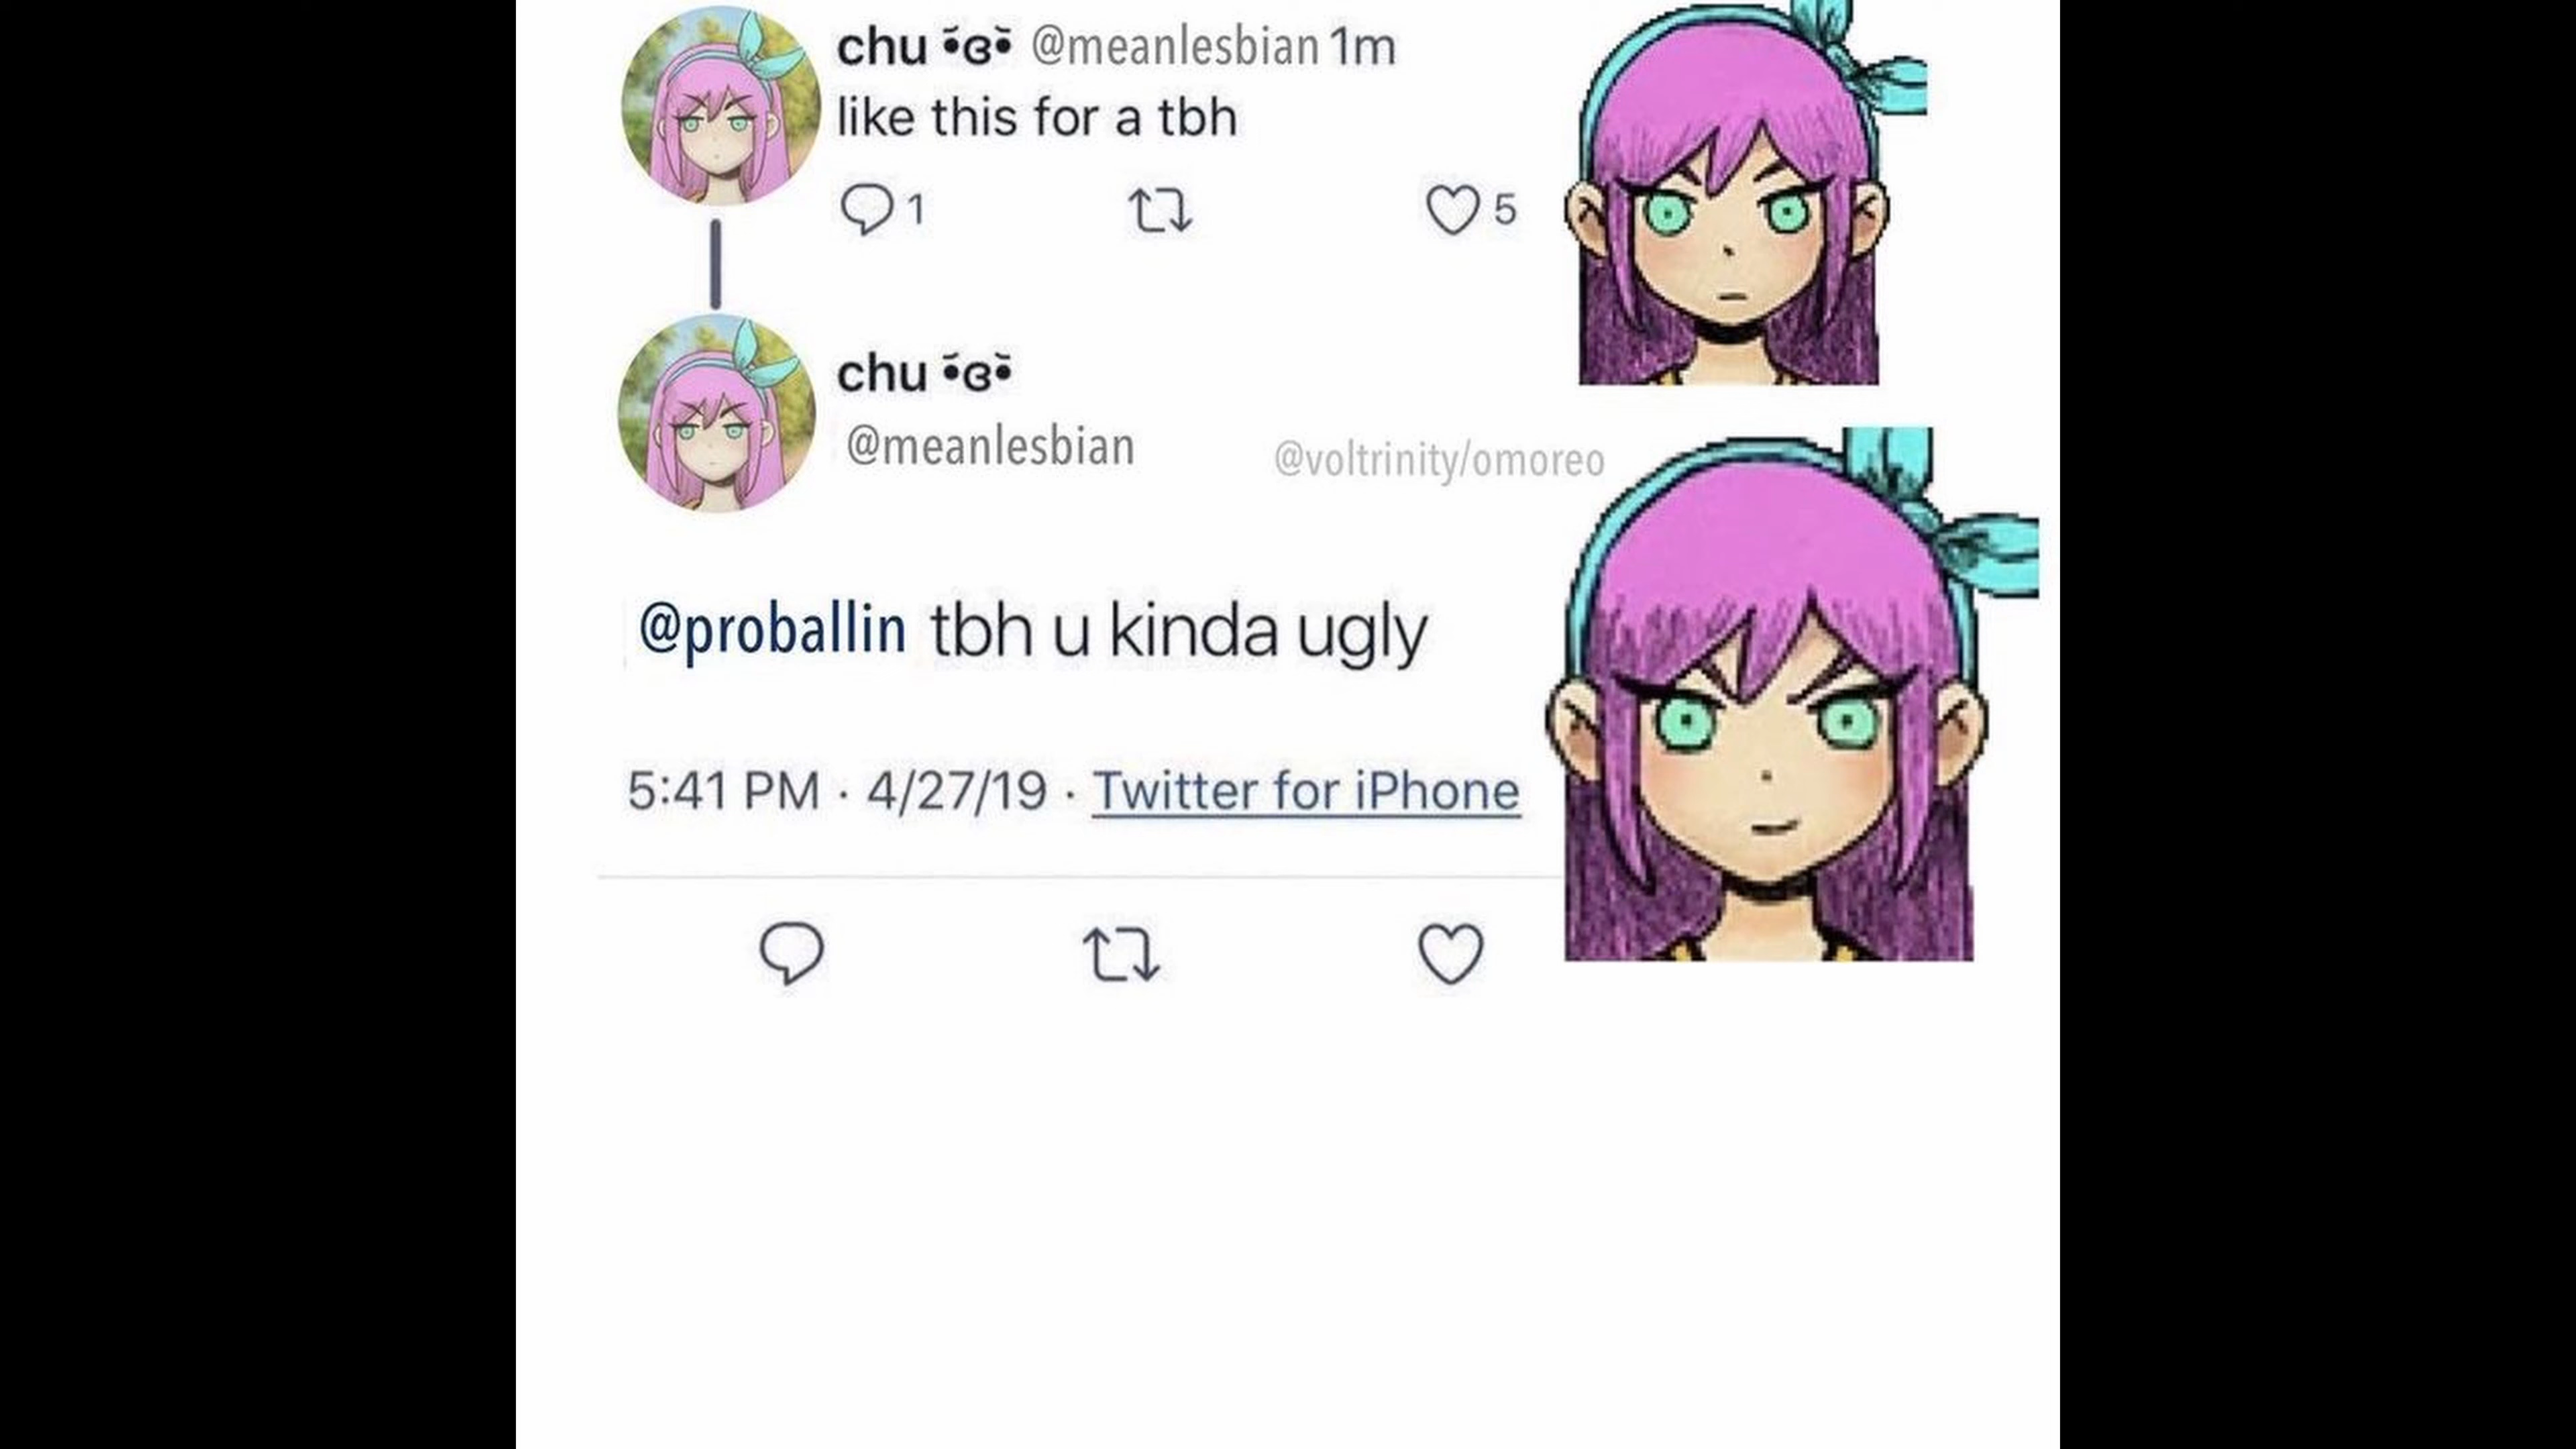 chu •́ɞ•̀ @meanlesbian 1m
like this for a tbh
1 5
chu •́ɞ•̀
@meanlesbian
@voltrinity/omoreo
@proballin tbh u kinda ugly
5:41 PM · 4/27/19 · Twitter for iPhone